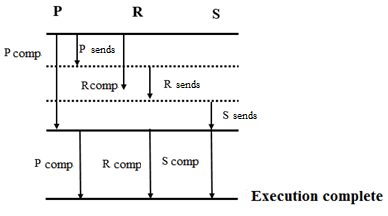 P R S
P comp
P sends
Rcomp
R sends
S sends
P comp
R comp
S comp
Execution complete